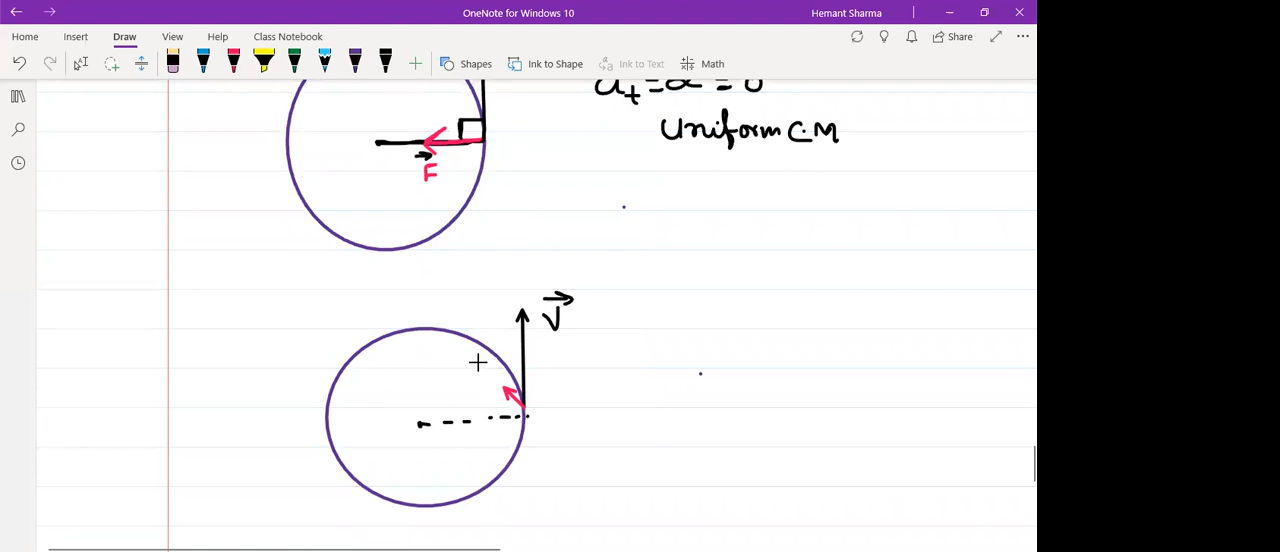 OneNote for Windows 10
Hemant Sharma
Home Insert Draw View Help Class Notebook
Share
Shapes Ink to Shape Ink to Text Math
a_t = α = 0
Uniform C.M
F
V